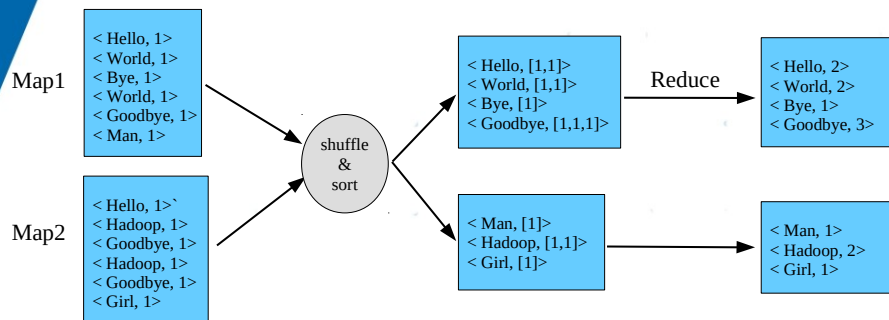 Map1
< Hello, 1>
< World, 1>
< Bye, 1>
< World, 1>
< Goodbye, 1>
< Man, 1>
Map2
< Hello, 1>`
< Hadoop, 1>
< Goodbye, 1>
< Hadoop, 1>
< Goodbye, 1>
< Girl, 1>
shuffle
&
sort
< Hello, [1,1]>
< World, [1,1]>
< Bye, [1]>
< Goodbye, [1,1,1]>
Reduce
< Hello, 2>
< World, 2>
< Bye, 1>
< Goodbye, 3>
< Man, [1]>
< Hadoop, [1,1]>
< Girl, [1]>
< Man, 1>
< Hadoop, 2>
< Girl, 1>